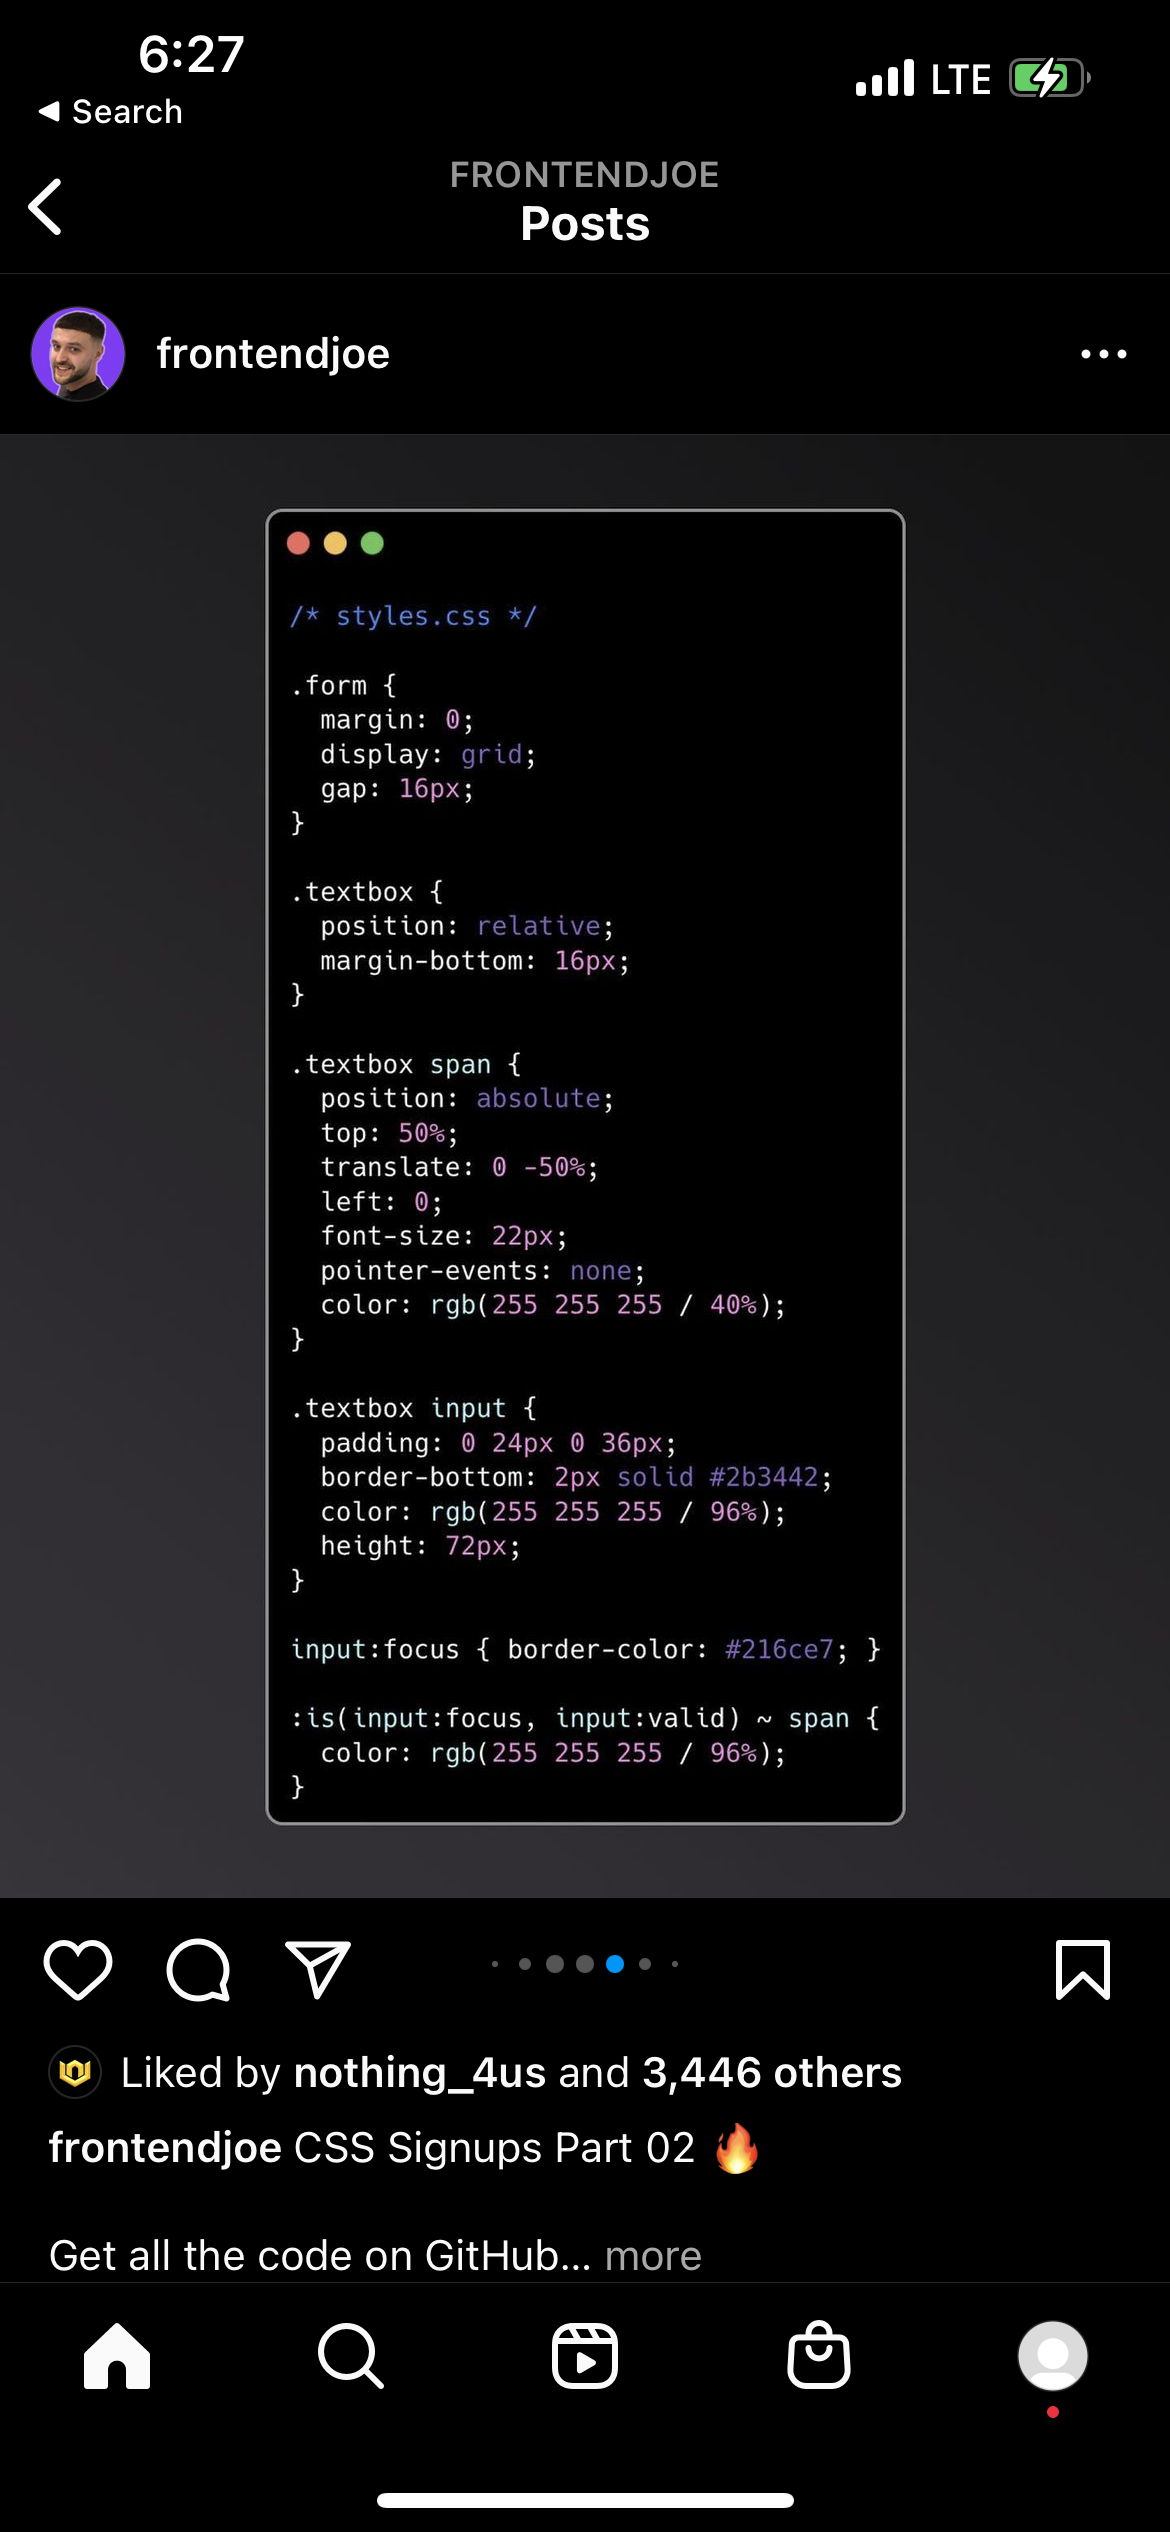 6:27
LTE
◀ Search
FRONTENDJOE
Posts
frontendjoe
/* styles.css */
.form {
  margin: 0;
  display: grid;
  gap: 16px;
}
.textbox {
  position: relative;
  margin-bottom: 16px;
}
.textbox span {
  position: absolute;
  top: 50%;
  translate: 0 -50%;
  left: 0;
  font-size: 22px;
  pointer-events: none;
  color: rgb(255 255 255 / 40%);
}
.textbox input {
  padding: 0 24px 0 36px;
  border-bottom: 2px solid #2b3442;
  color: rgb(255 255 255 / 96%);
  height: 72px;
}
input:focus { border-color: #216ce7; }
:is(input:focus, input:valid) ~ span {
  color: rgb(255 255 255 / 96%);
}
Liked by nothing_4us and 3,446 others
frontendjoe CSS Signups Part 02 🔥
Get all the code on GitHub... more